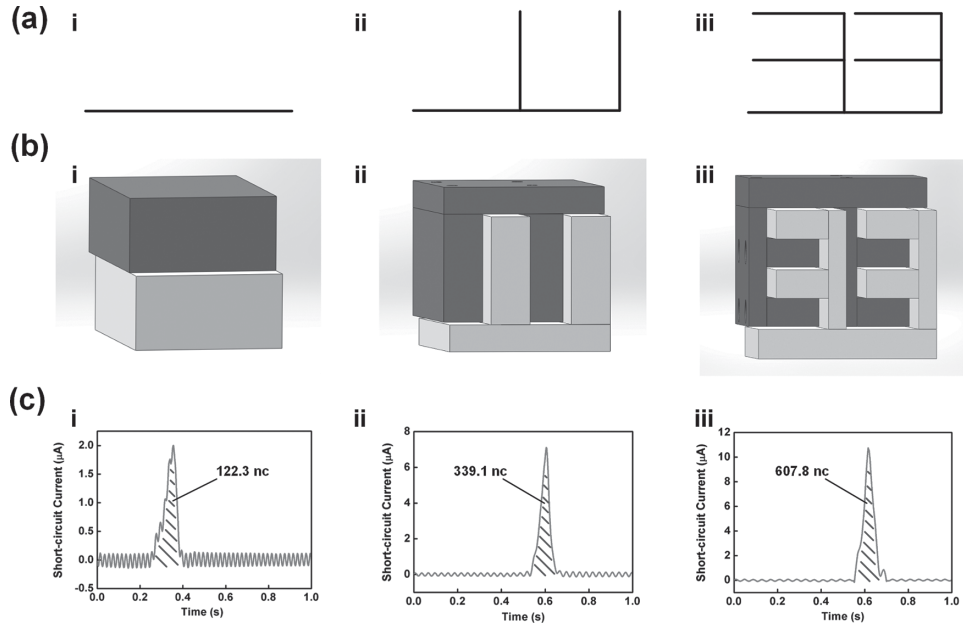 (a)
i
ii
iii
(b)
i
ii
iii
(c)
i
ii
iii
Short-circuit Current (μA)
2.0
1.5
1.0
0.5
0.0
-0.5
122.3 nc
0.0 0.2 0.4 0.6 0.8 1.0
Time (s)
Short-circuit Current (μA)
8
6
4
2
0
339.1 nc
0.0 0.2 0.4 0.6 0.8 1.0
Time (s)
Short-circuit Current (μA)
12
10
8
6
4
2
0
607.8 nc
0.0 0.2 0.4 0.6 0.8 1.0
Time (s)